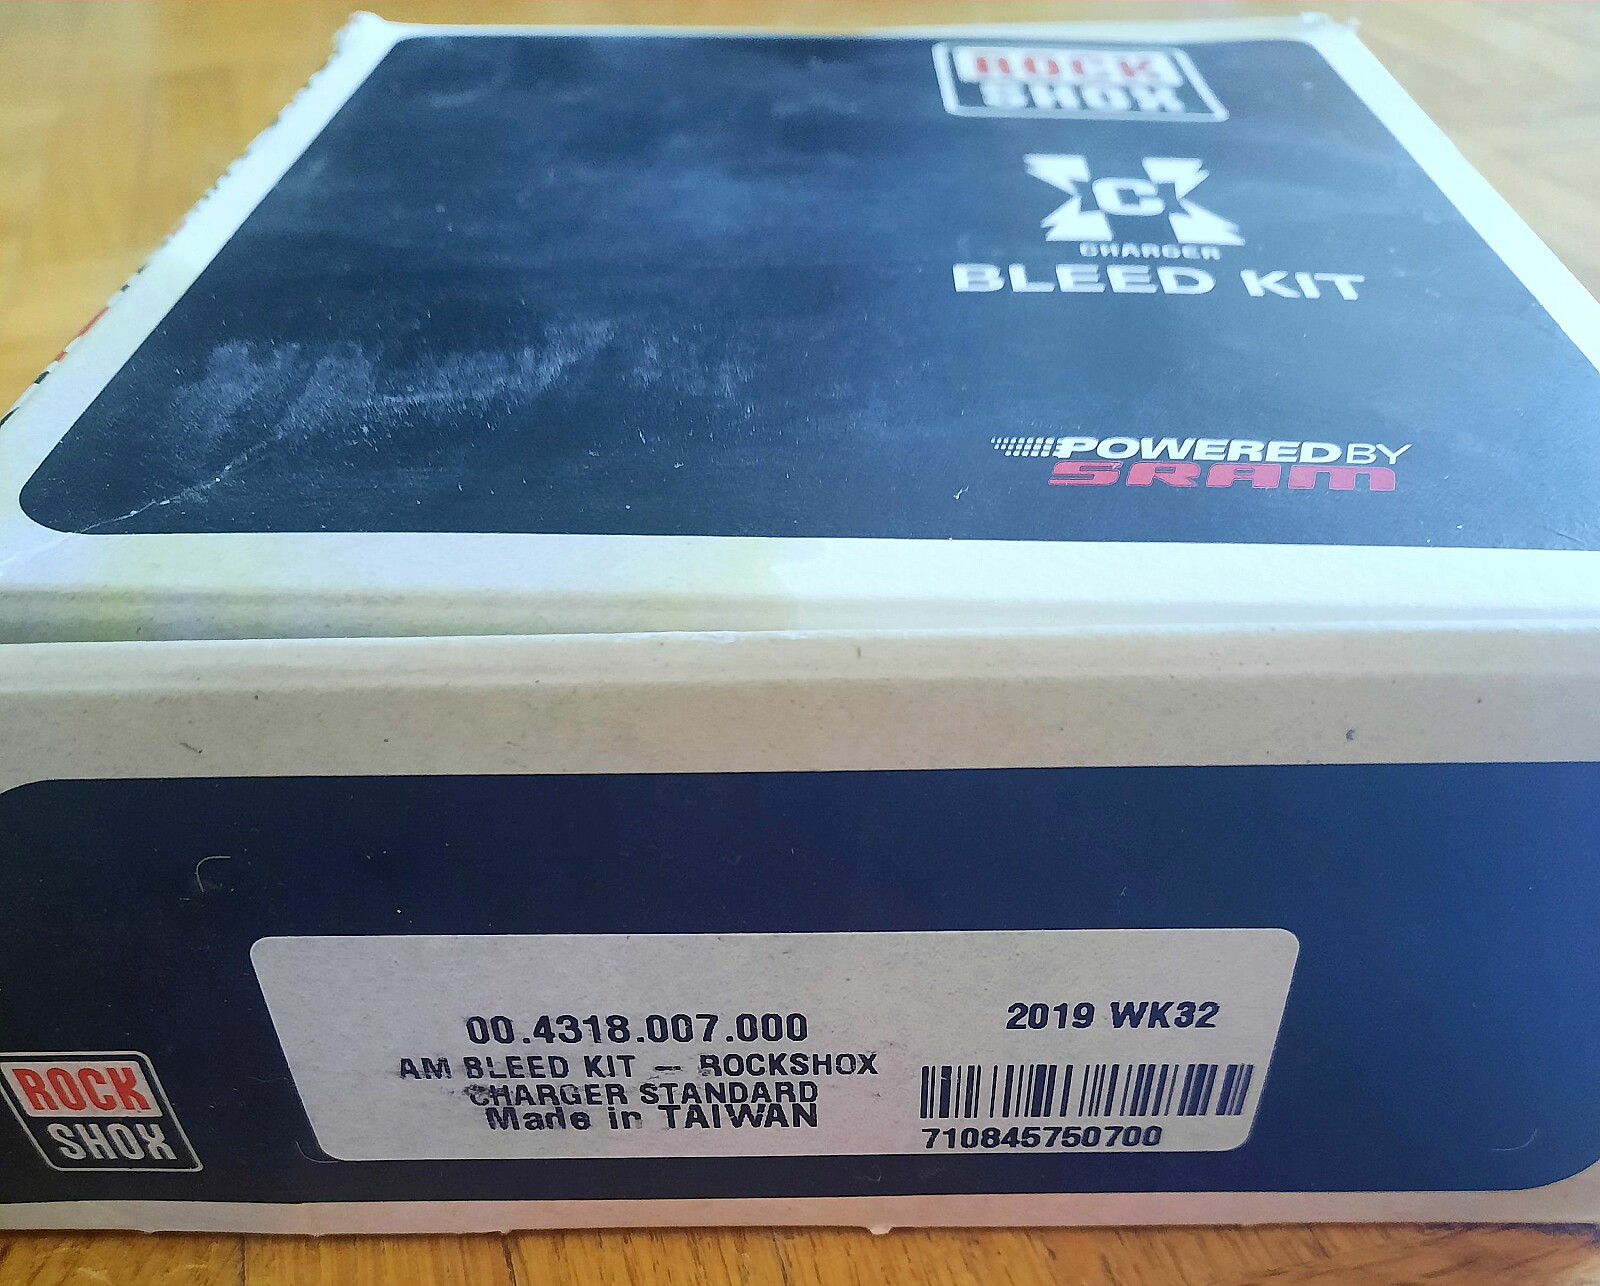 ROCK
SHOX
C
CHARGER
BLEED KIT
POWERED BY
SRAM
00.4318.007.000
AM BLEED KIT — ROCKSHOX
CHARGER STANDARD
Made in TAIWAN
2019 WK32
710845750700
ROCK
SHOX